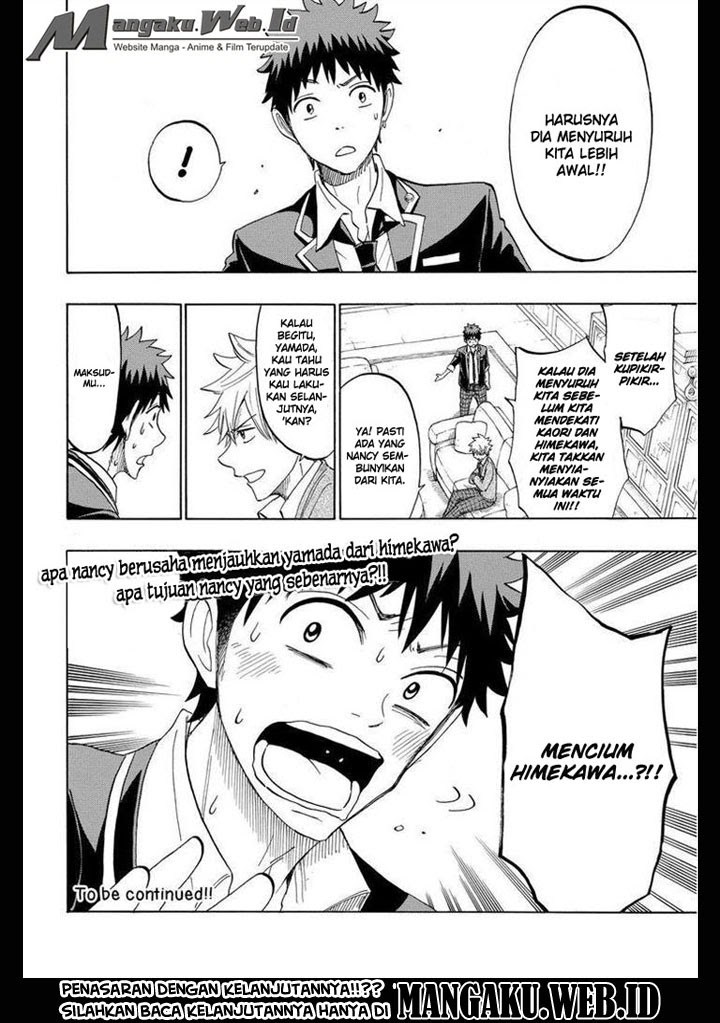 Mangaku.Web.Id
Website Manga - Anime & Film Terupdate
HARUSNYA
DIA MENYURUH
KITA LEBIH
AWAL!!
!
SETELAH
KUPIKIR-
PIKIR...
KALAU DIA
MENYURUH
KITA SEBE-
LUM KITA
MENDEKATI
KAORI DAN
HIMEKAWA,
KITA TAKKAN
MENYIA-
NYIAKAN
SEMUA WAKTU
INI!!
YA! PASTI
ADA YANG
NANCY SEM-
BUNYIKAN
DARI KITA.
KALAU
BEGITU,
YAMADA,
KAU TAHU
YANG HARUS
KAU LAKU-
KAN SELAN-
JUTNYA,
'KAN?
MAKSUD-
MU...
apa nancy berusaha menjauhkan yamada dari himekawa?
apa tujuan nancy yang sebenarnya?!!
MENCIUM
HIMEKAWA...?!!
To be continued!!
PENASARAN DENGAN KELANJUTANNYA!!??
SILAHKAN BACA KELANJUTANNYA HANYA DI
MANGAKU.WEB.ID